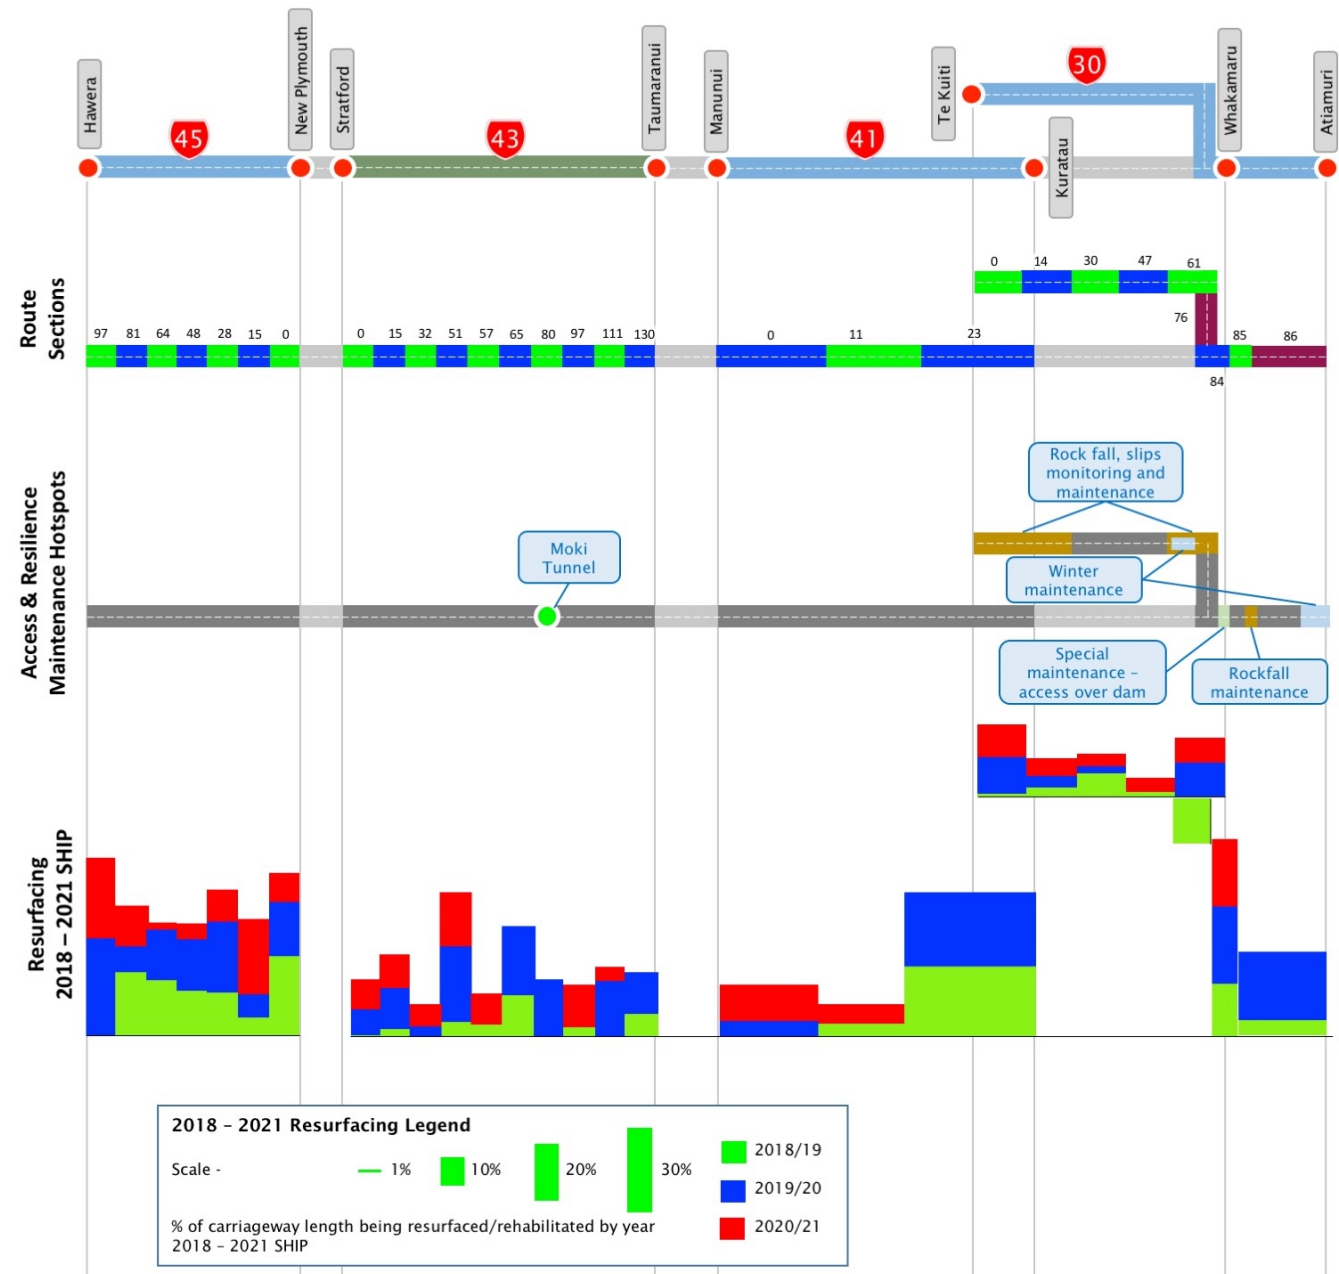 Hawera
New Plymouth
Stratford
Taumaranui
Manunui
Te Kuiti
Kuratau
Whakamaru
Atiamuri
45
43
41
30
Route
Sections
97 81 64 48 28 15 0
0 15 32 51 57 65 80 97 111 130
0 11 23
0 14 30 47 61
76
84
85 86
Access & Resilience
Maintenance Hotspots
Moki
Tunnel
Rock fall, slips
monitoring and
maintenance
Winter
maintenance
Special
maintenance –
access over dam
Rockfall
maintenance
Resurfacing
2018 – 2021 SHIP
2018 – 2021 Resurfacing Legend
Scale -
1%
10%
20%
30%
2018/19
2019/20
2020/21
% of carriageway length being resurfaced/rehabilitated by year
2018 – 2021 SHIP